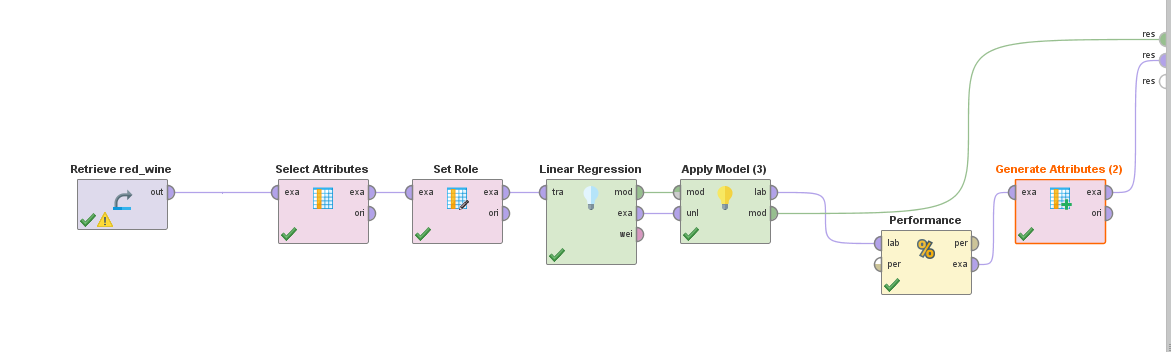 res
res
res
Retrieve red_wine
out
Select Attributes
exa
exa
ori
Set Role
exa
exa
ori
Linear Regression
tra
mod
exa
wei
Apply Model (3)
mod
lab
unl
mod
Performance
lab
per
per
exa
%
Generate Attributes (2)
exa
exa
ori